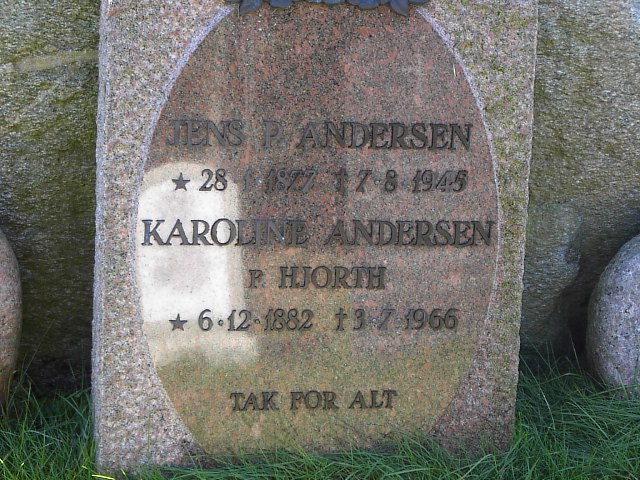 JENS P. ANDERSEN
★ 28·1·1877 † 7·8·1945
KAROLINE ANDERSEN
F. HJORTH
★ 6·12·1882 † 3·7·1966
TAK FOR ALT